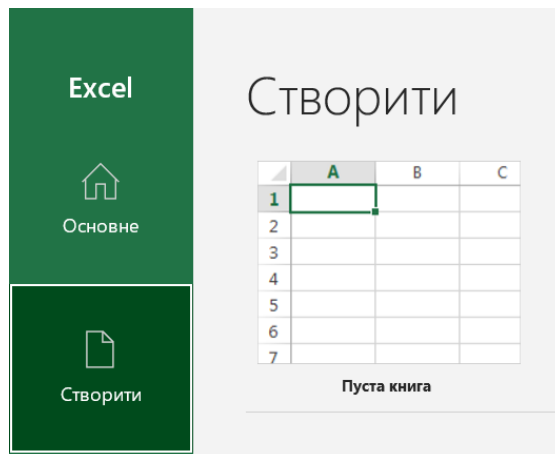 Excel
Основне
Створити
Створити
A B C
1
2
3
4
5
6
7
Пуста книга